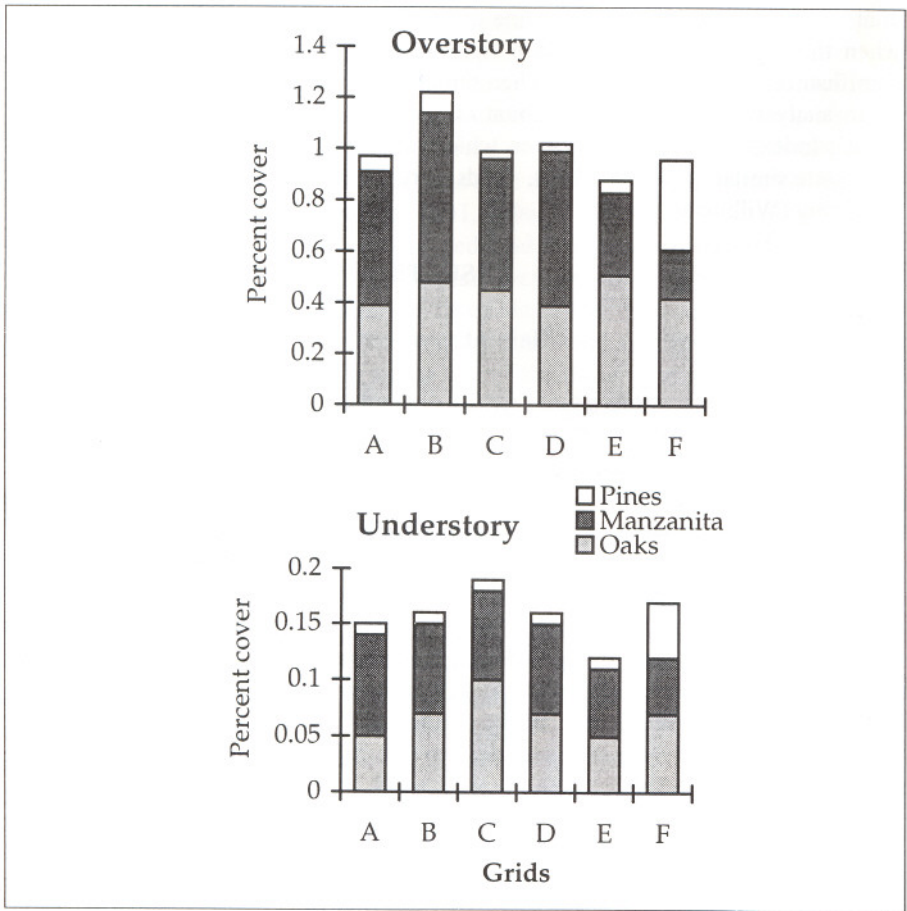 Overstory
Percent cover
1.4
1.2
1
0.8
0.6
0.4
0.2
0
A B C D E F
Pines
Manzanita
Oaks
Understory
Percent cover
0.2
0.15
0.1
0.05
0
A B C D E F
Grids